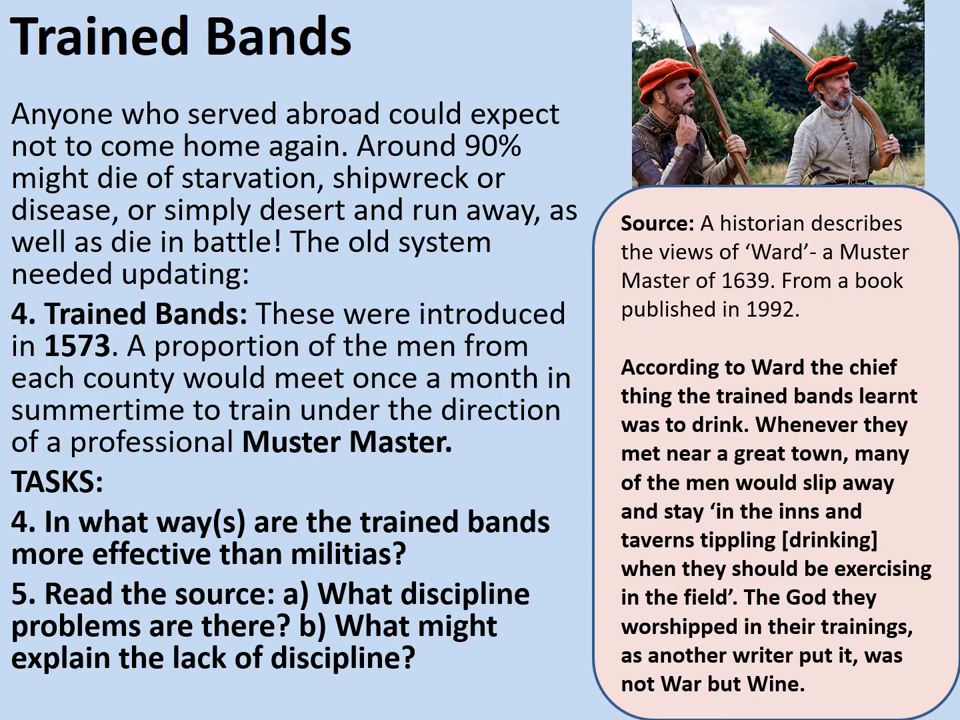 Trained Bands
Anyone who served abroad could expect
not to come home again. Around 90%
might die of starvation, shipwreck or
disease, or simply desert and run away, as
well as die in battle! The old system
needed updating:
4. Trained Bands: These were introduced
in 1573. A proportion of the men from
each county would meet once a month in
summertime to train under the direction
of a professional Muster Master.
TASKS:
4. In what way(s) are the trained bands
more effective than militias?
5. Read the source: a) What discipline
problems are there? b) What might
explain the lack of discipline?
Source: A historian describes
the views of ‘Ward’- a Muster
Master of 1639. From a book
published in 1992.
According to Ward the chief
thing the trained bands learnt
was to drink. Whenever they
met near a great town, many
of the men would slip away
and stay ‘in the inns and
taverns tippling [drinking]
when they should be exercising
in the field’. The God they
worshipped in their trainings,
as another writer put it, was
not War but Wine.